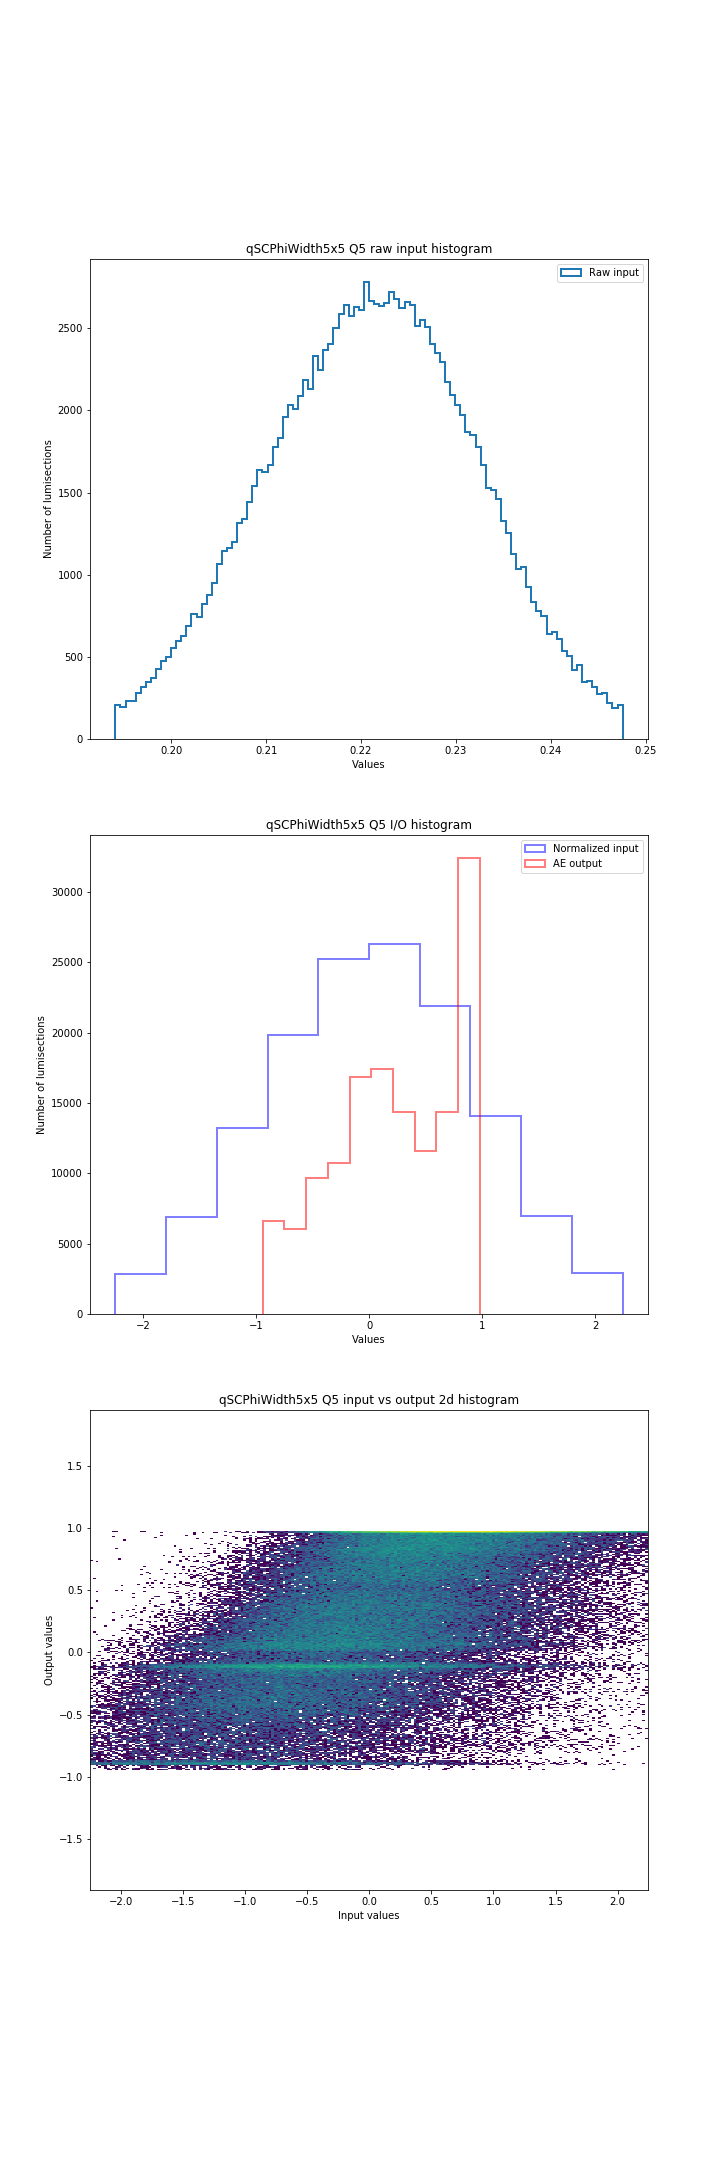 qSCPhiWidth5x5 Q5 raw input histogram
Raw input
2500
2000
1500
1000
500
0
Number of lumisections
0.20 0.21 0.22 0.23 0.24 0.25
Values
qSCPhiWidth5x5 Q5 I/O histogram
Normalized input
AE output
30000
25000
20000
15000
10000
5000
0
Number of lumisections
−2 −1 0 1 2
Values
qSCPhiWidth5x5 Q5 input vs output 2d histogram
1.5
1.0
0.5
0.0
−0.5
−1.0
−1.5
Output values
−2.0 −1.5 −1.0 −0.5 0.0 0.5 1.0 1.5 2.0
Input values